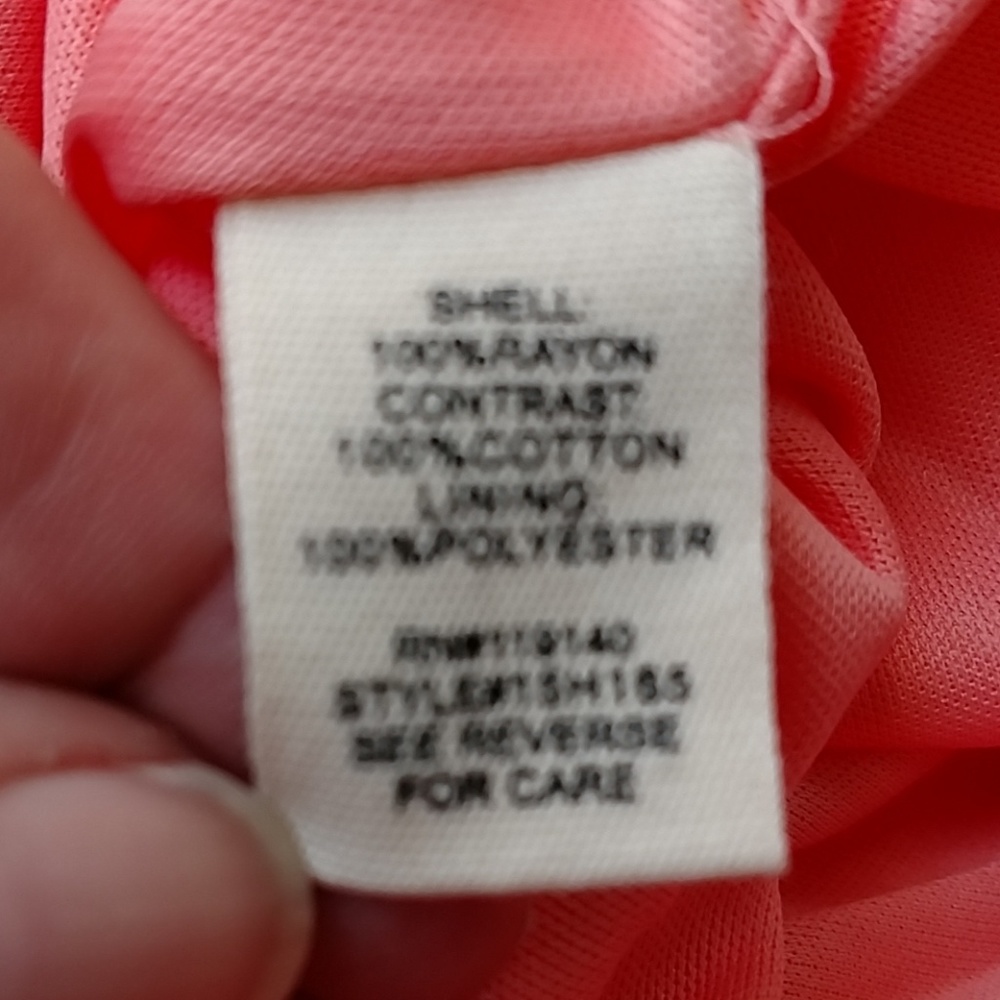 SHELL:
100%RAYON
CONTRAST:
100%COTTON
LINING:
100%POLYESTER
RN#119140
STYLE#15H165
SEE REVERSE
FOR CARE